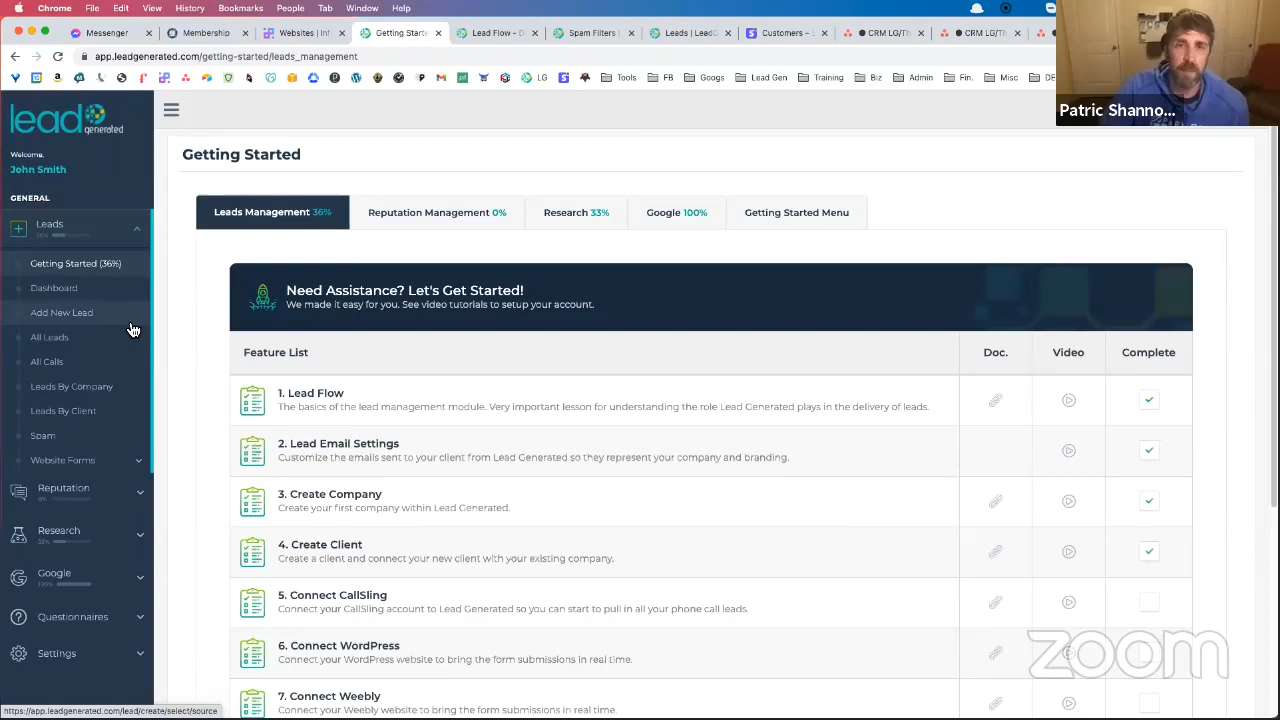 Chrome File Edit View History Bookmarks People Tab Window Help
Messenger Membership Websites | Inf Getting Starte Lead Flow - D Spam Filters | Leads | LeadD Customers – J CRM LG/Th CRM LG/Th
app.leadgenerated.com/getting-started/leads_management
LG Tools FB Googs Lead Gen Training Biz Admin Fin. Misc DE
Patric Shanno...
lead generated
Welcome,
John Smith
GENERAL
Leads
36%
Getting Started (36%)
Dashboard
Add New Lead
All Leads
All Calls
Leads By Company
Leads By Client
Spam
Website Forms
Reputation
0%
Research
33%
Google
100%
Questionnaires
Settings
Getting Started
Leads Management 36% Reputation Management 0% Research 33% Google 100% Getting Started Menu
Need Assistance? Let's Get Started!
We made it easy for you. See video tutorials to setup your account.
Feature List Doc. Video Complete
1. Lead Flow
The basics of the lead management module. Very important lesson for understanding the role Lead Generated plays in the delivery of leads.
2. Lead Email Settings
Customize the emails sent to your client from Lead Generated so they represent your company and branding.
3. Create Company
Create your first company within Lead Generated.
4. Create Client
Create a client and connect your new client with your existing company.
5. Connect CallSling
Connect your CallSling account to Lead Generated so you can start to pull in all your phone call leads.
6. Connect WordPress
Connect your WordPress website to bring the form submissions in real time.
7. Connect Weebly
Connect your Weebly website to bring the form submissions in real time.
zoom
https://app.leadgenerated.com/lead/create/select/source